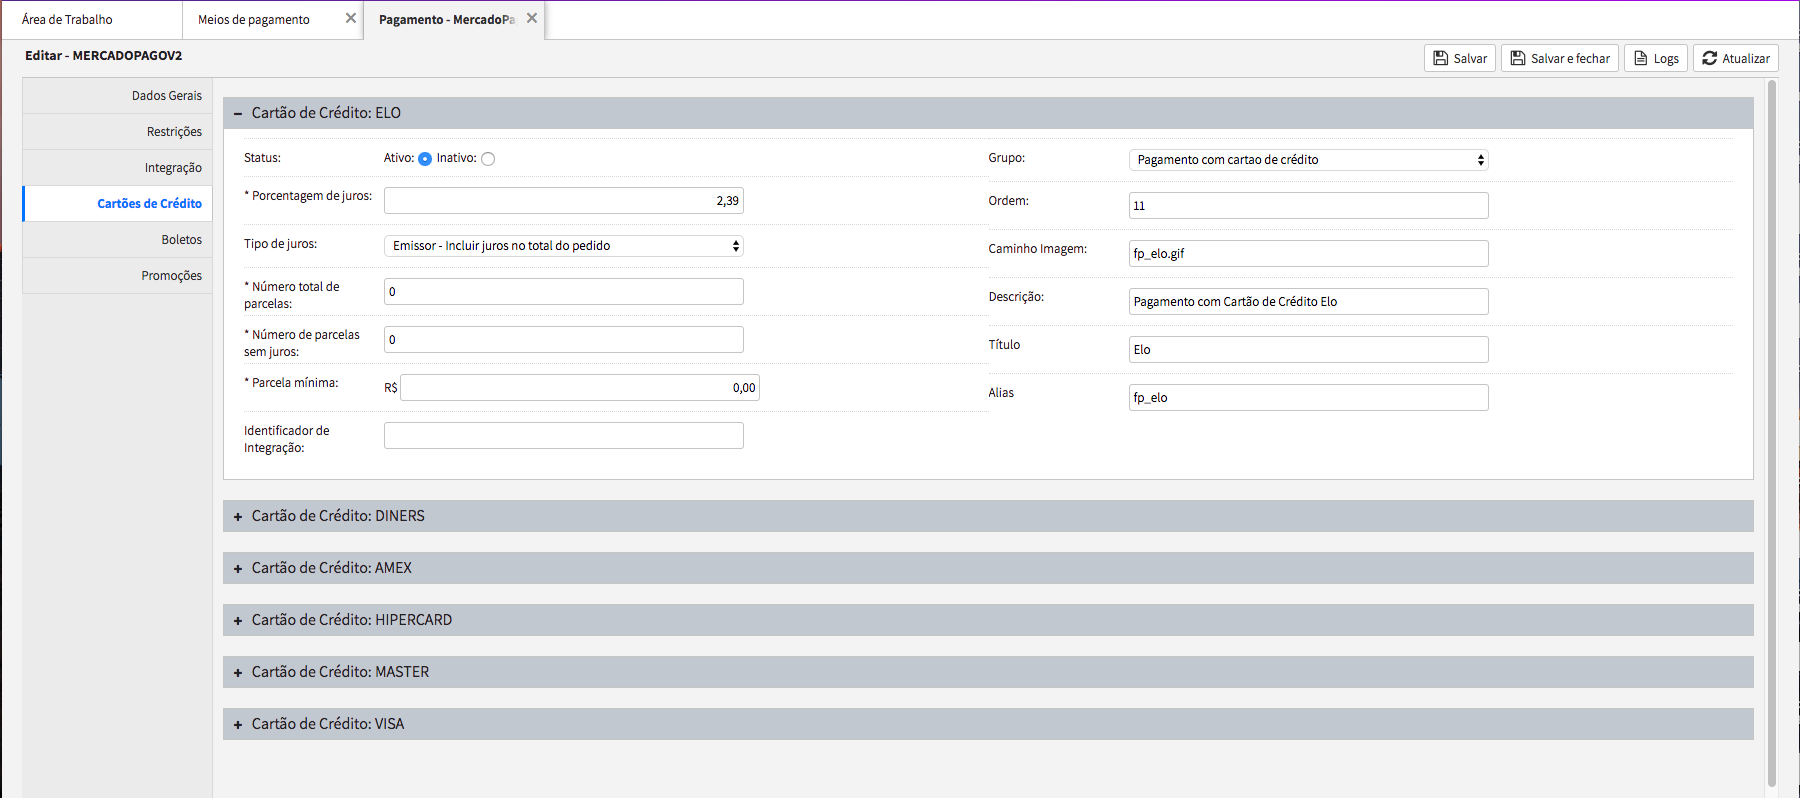 Área de Trabalho
Meios de pagamento
Pagamento - MercadoPa
Editar - MERCADOPAGOV2
Salvar
Salvar e fechar
Logs
Atualizar
Dados Gerais
Restrições
Integração
Cartões de Crédito
Boletos
Promoções
Cartão de Crédito: ELO
Status:
Ativo:
Inativo:
* Porcentagem de juros:
2,39
Tipo de juros:
Emissor - Incluir juros no total do pedido
* Número total de
parcelas:
0
* Número de parcelas
sem juros:
0
* Parcela mínima:
R$
0,00
Identificador de
Integração:
Grupo:
Pagamento com cartao de crédito
Ordem:
11
Caminho Imagem:
fp_elo.gif
Descrição:
Pagamento com Cartão de Crédito Elo
Título
Elo
Alias
fp_elo
Cartão de Crédito: DINERS
Cartão de Crédito: AMEX
Cartão de Crédito: HIPERCARD
Cartão de Crédito: MASTER
Cartão de Crédito: VISA